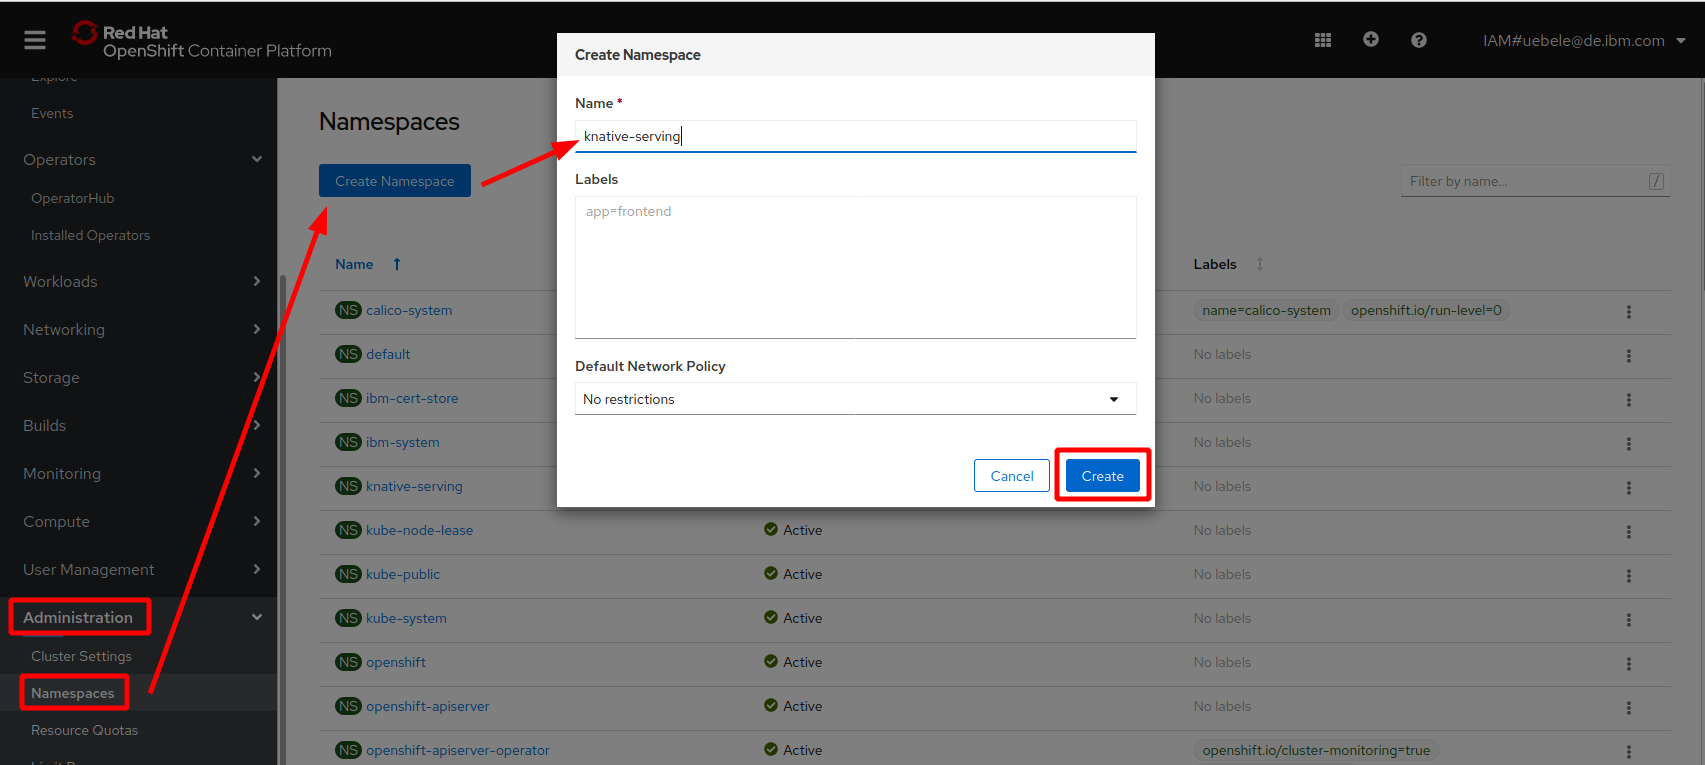 Red Hat
OpenShift Container Platform
IAM#uebele@de.ibm.com
Explore
Events
Operators
OperatorHub
Installed Operators
Workloads
Networking
Storage
Builds
Monitoring
Compute
User Management
Administration
Cluster Settings
Namespaces
Resource Quotas
Namespaces
Create Namespace
Filter by name...
/
Create Namespace
Name *
knative-serving
Labels
app=frontend
Default Network Policy
No restrictions
Cancel
Create
Name
Labels
NS calico-system name=calico-system openshift.io/run-level=0
NS default No labels
NS ibm-cert-store No labels
NS ibm-system No labels
NS knative-serving No labels
NS kube-node-lease Active No labels
NS kube-public Active No labels
NS kube-system Active No labels
NS openshift Active No labels
NS openshift-apiserver Active No labels
NS openshift-apiserver-operator Active openshift.io/cluster-monitoring=true